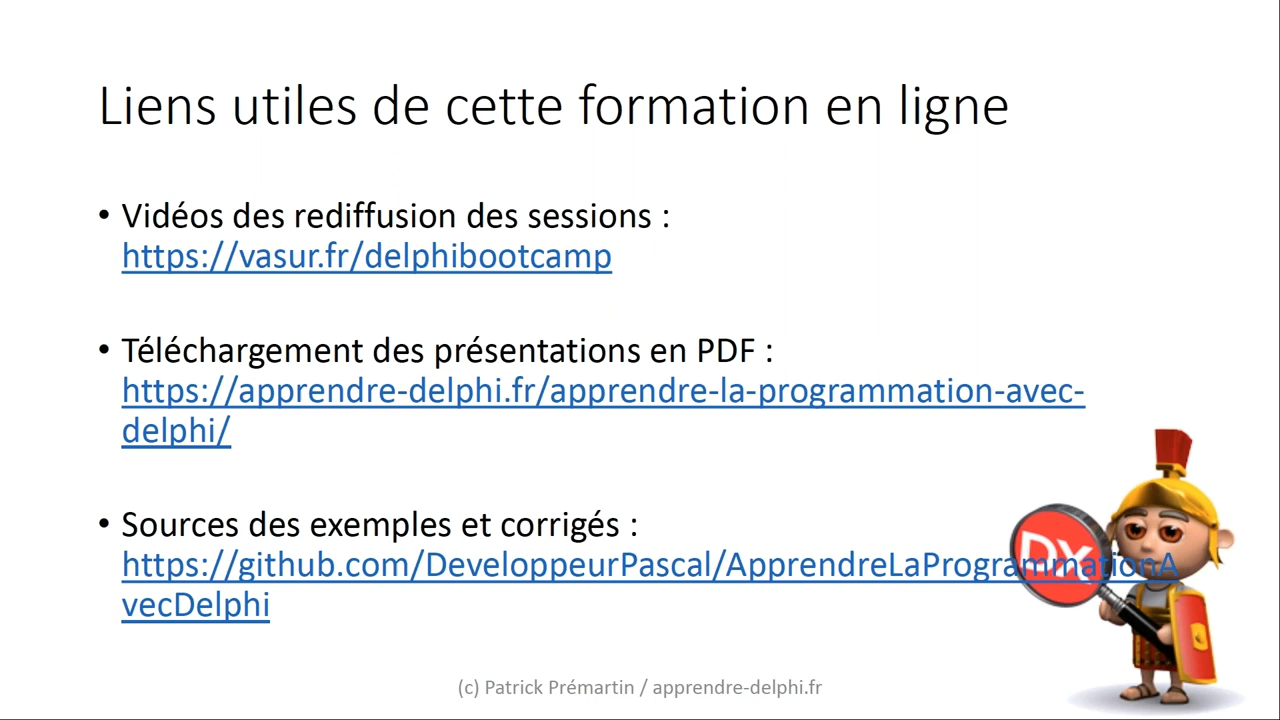 Liens utiles de cette formation en ligne
• Vidéos des rediffusion des sessions :
https://vasur.fr/delphibootcamp
• Téléchargement des présentations en PDF :
https://apprendre-delphi.fr/apprendre-la-programmation-avec-
delphi/
• Sources des exemples et corrigés :
https://github.com/DeveloppeurPascal/ApprendreLaProgrammationA
vecDelphi
DX
(c) Patrick Prémartin / apprendre-delphi.fr